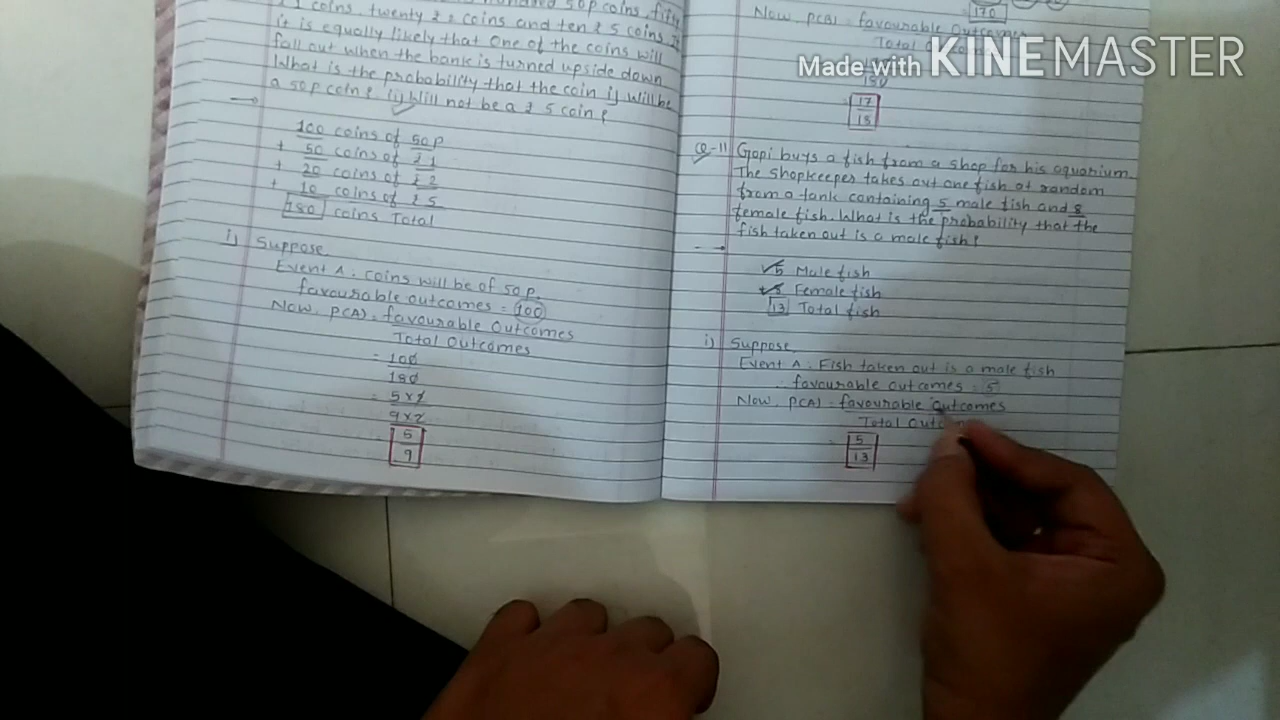 50p coins, fifty
₹ 1 coins, twenty ₹ 2 coins and ten ₹ 5 coins. If
it is equally likely that one of the coins will
fall out when the bank is turned upside down
What is the probability that the coin i) will be
a 50p coin? ii) Will not be a ₹ 5 coin?
100 coins of 50p
+ 50 coins of ₹ 1
+ 20 coins of ₹ 2
+ 10 coins of ₹ 5
180 coins Total
i) Suppose,
Event A : coins will be of 50p.
favourable outcomes = 100
Now, P(A) = favourable outcomes
Total Outcomes
= 100
180
= 5 x 2
9 x 2
5
9
170
Now P(B) = favourable Outcomes
Total
180
17
18
Made with KINEMASTER
Q-11 Gopi buys a fish from a shop for his aquarium.
The shopkeeper takes out one fish at random
from a tank containing 5 male fish and 8
female fish. What is the probability that the
fish taken out is a male fish?
5 Male fish
+ 8 Female fish
13 Total fish
i) Suppose,
Event A : Fish taken out is a male fish
∴ favourable outcomes = 5
Now, P(A) = favourable outcomes
Total
= 5
13